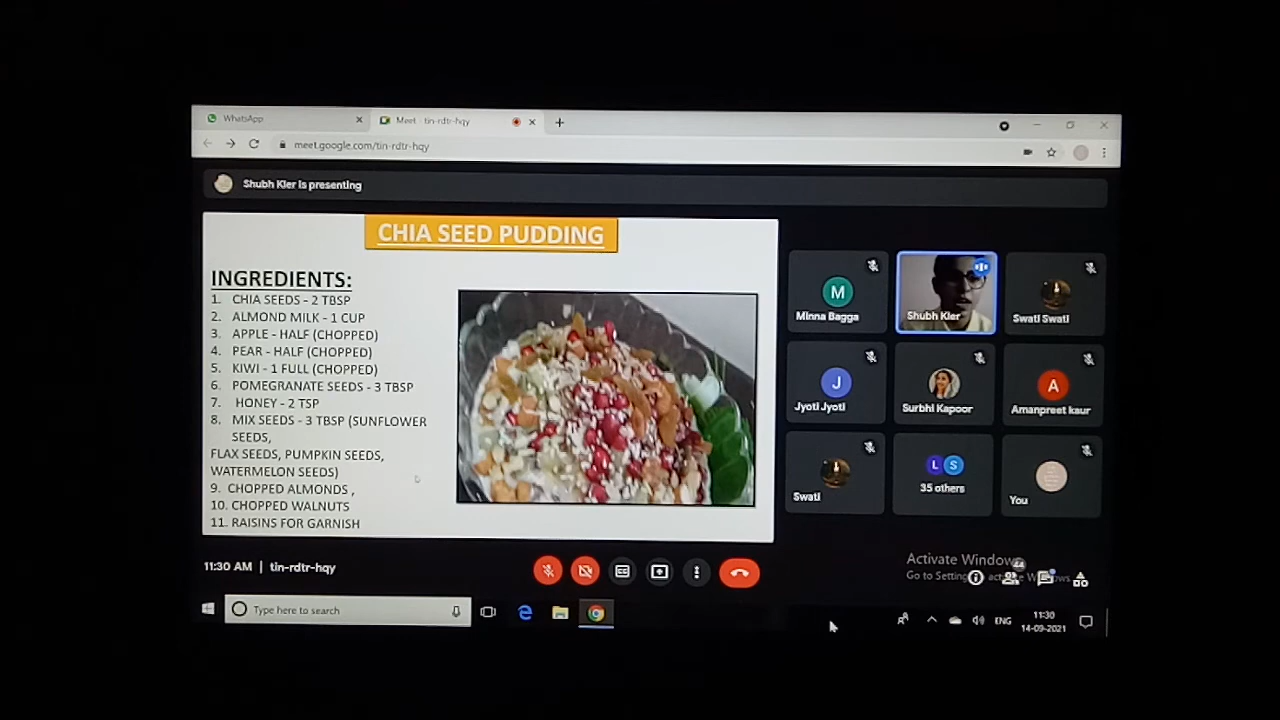 WhatsApp
Meet - tin-rdtr-hqy
meet.google.com/tin-rdtr-hqy
Shubh Kler is presenting
CHIA SEED PUDDING
INGREDIENTS:
1. CHIA SEEDS - 2 TBSP
2. ALMOND MILK - 1 CUP
3. APPLE - HALF (CHOPPED)
4. PEAR - HALF (CHOPPED)
5. KIWI - 1 FULL (CHOPPED)
6. POMEGRANATE SEEDS - 3 TBSP
7. HONEY - 2 TSP
8. MIX SEEDS - 3 TBSP (SUNFLOWER
SEEDS,
FLAX SEEDS, PUMPKIN SEEDS,
WATERMELON SEEDS)
9. CHOPPED ALMONDS ,
10. CHOPPED WALNUTS
11. RAISINS FOR GARNISH
M
Minna Bagga
Shubh Kler
Swati Swati
J
Jyoti Jyoti
Surbhi Kapoor
A
Amanpreet kaur
Swati
L S
35 others
You
11:30 AM | tin-rdtr-hqy
Activate Windows
Go to Settings
44
Type here to search
ENG
11:30
14-09-2021